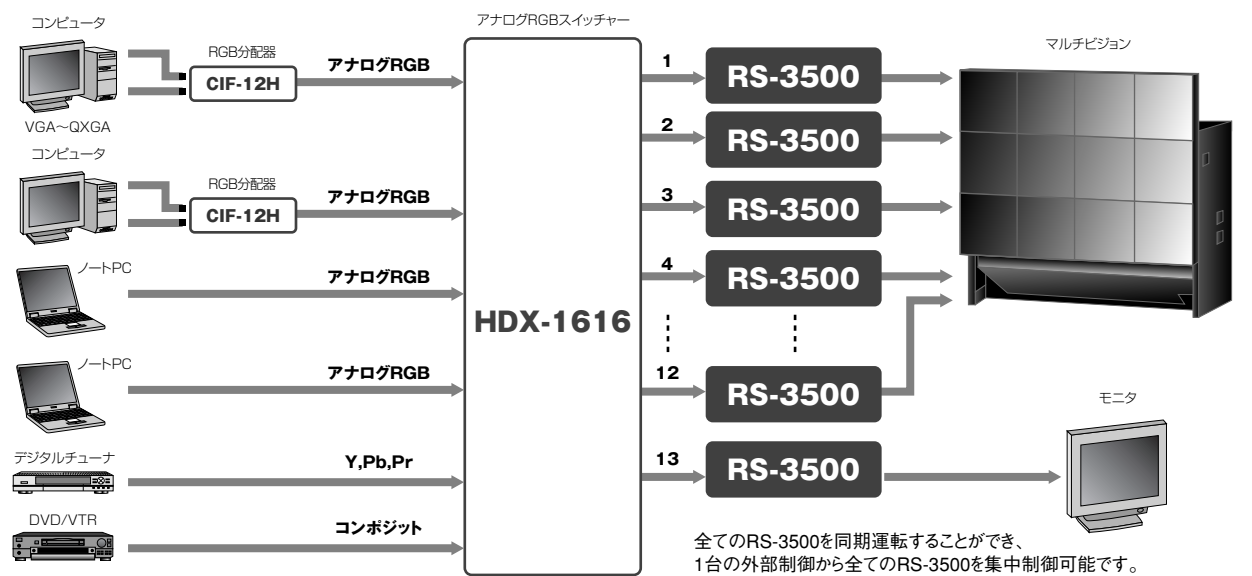 コンピュータ
RGB分配器
CIF-12H
アナログRGB
VGA～QXGA
コンピュータ
RGB分配器
CIF-12H
アナログRGB
ノートPC
アナログRGB
ノートPC
アナログRGB
デジタルチューナ
Y,Pb,Pr
DVD/VTR
コンポジット
アナログRGBスイッチャー
HDX-1616
1
RS-3500
2
RS-3500
3
RS-3500
4
RS-3500
12
RS-3500
13
RS-3500
マルチビジョン
モニタ
全てのRS-3500を同期運転することができ、
1台の外部制御から全てのRS-3500を集中制御可能です。